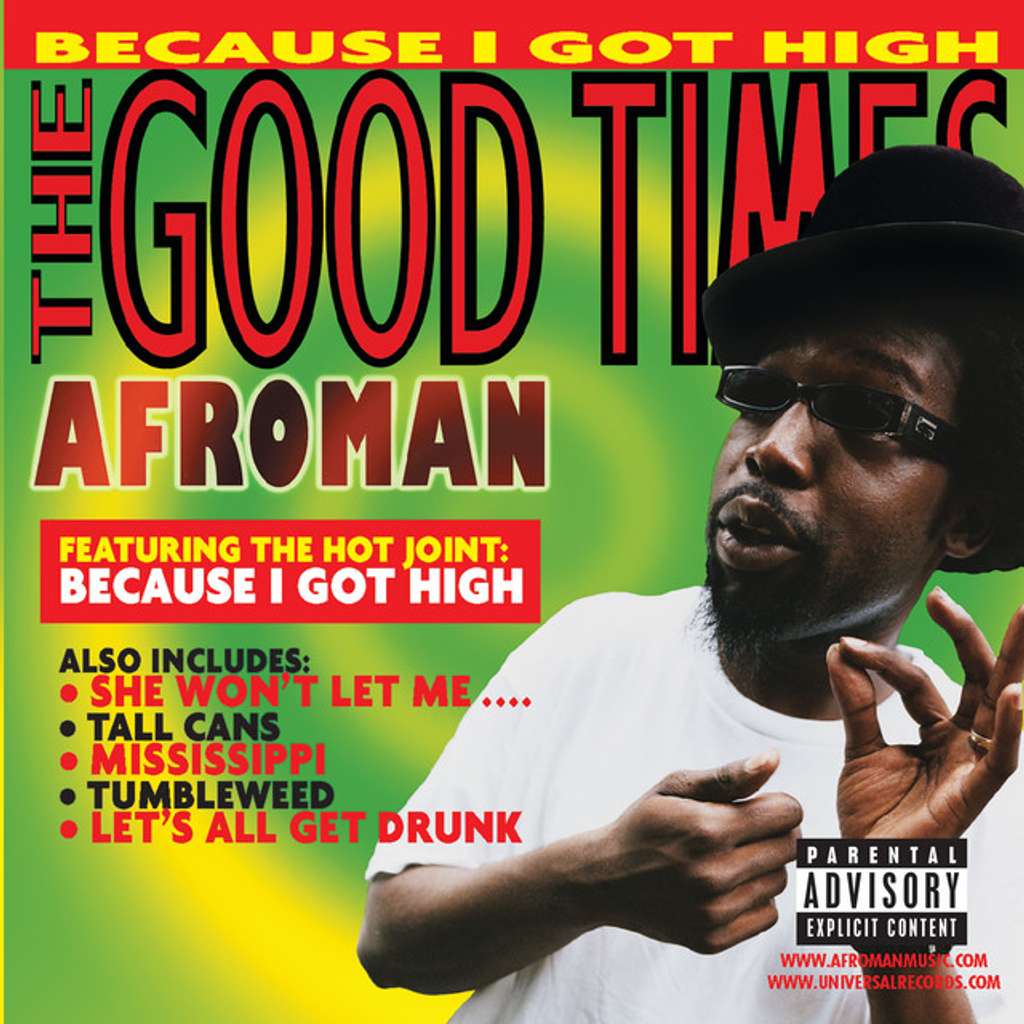 BECAUSE I GOT HIGH
THE GOOD TIMES
AFROMAN
FEATURING THE HOT JOINT:
BECAUSE I GOT HIGH
ALSO INCLUDES:
• SHE WON'T LET ME ....
• TALL CANS
• MISSISSIPPI
• TUMBLEWEED
• LET'S ALL GET DRUNK
PARENTAL
ADVISORY
EXPLICIT CONTENT
WWW.AFROMANMUSIC.COM
WWW.UNIVERSALRECORDS.COM